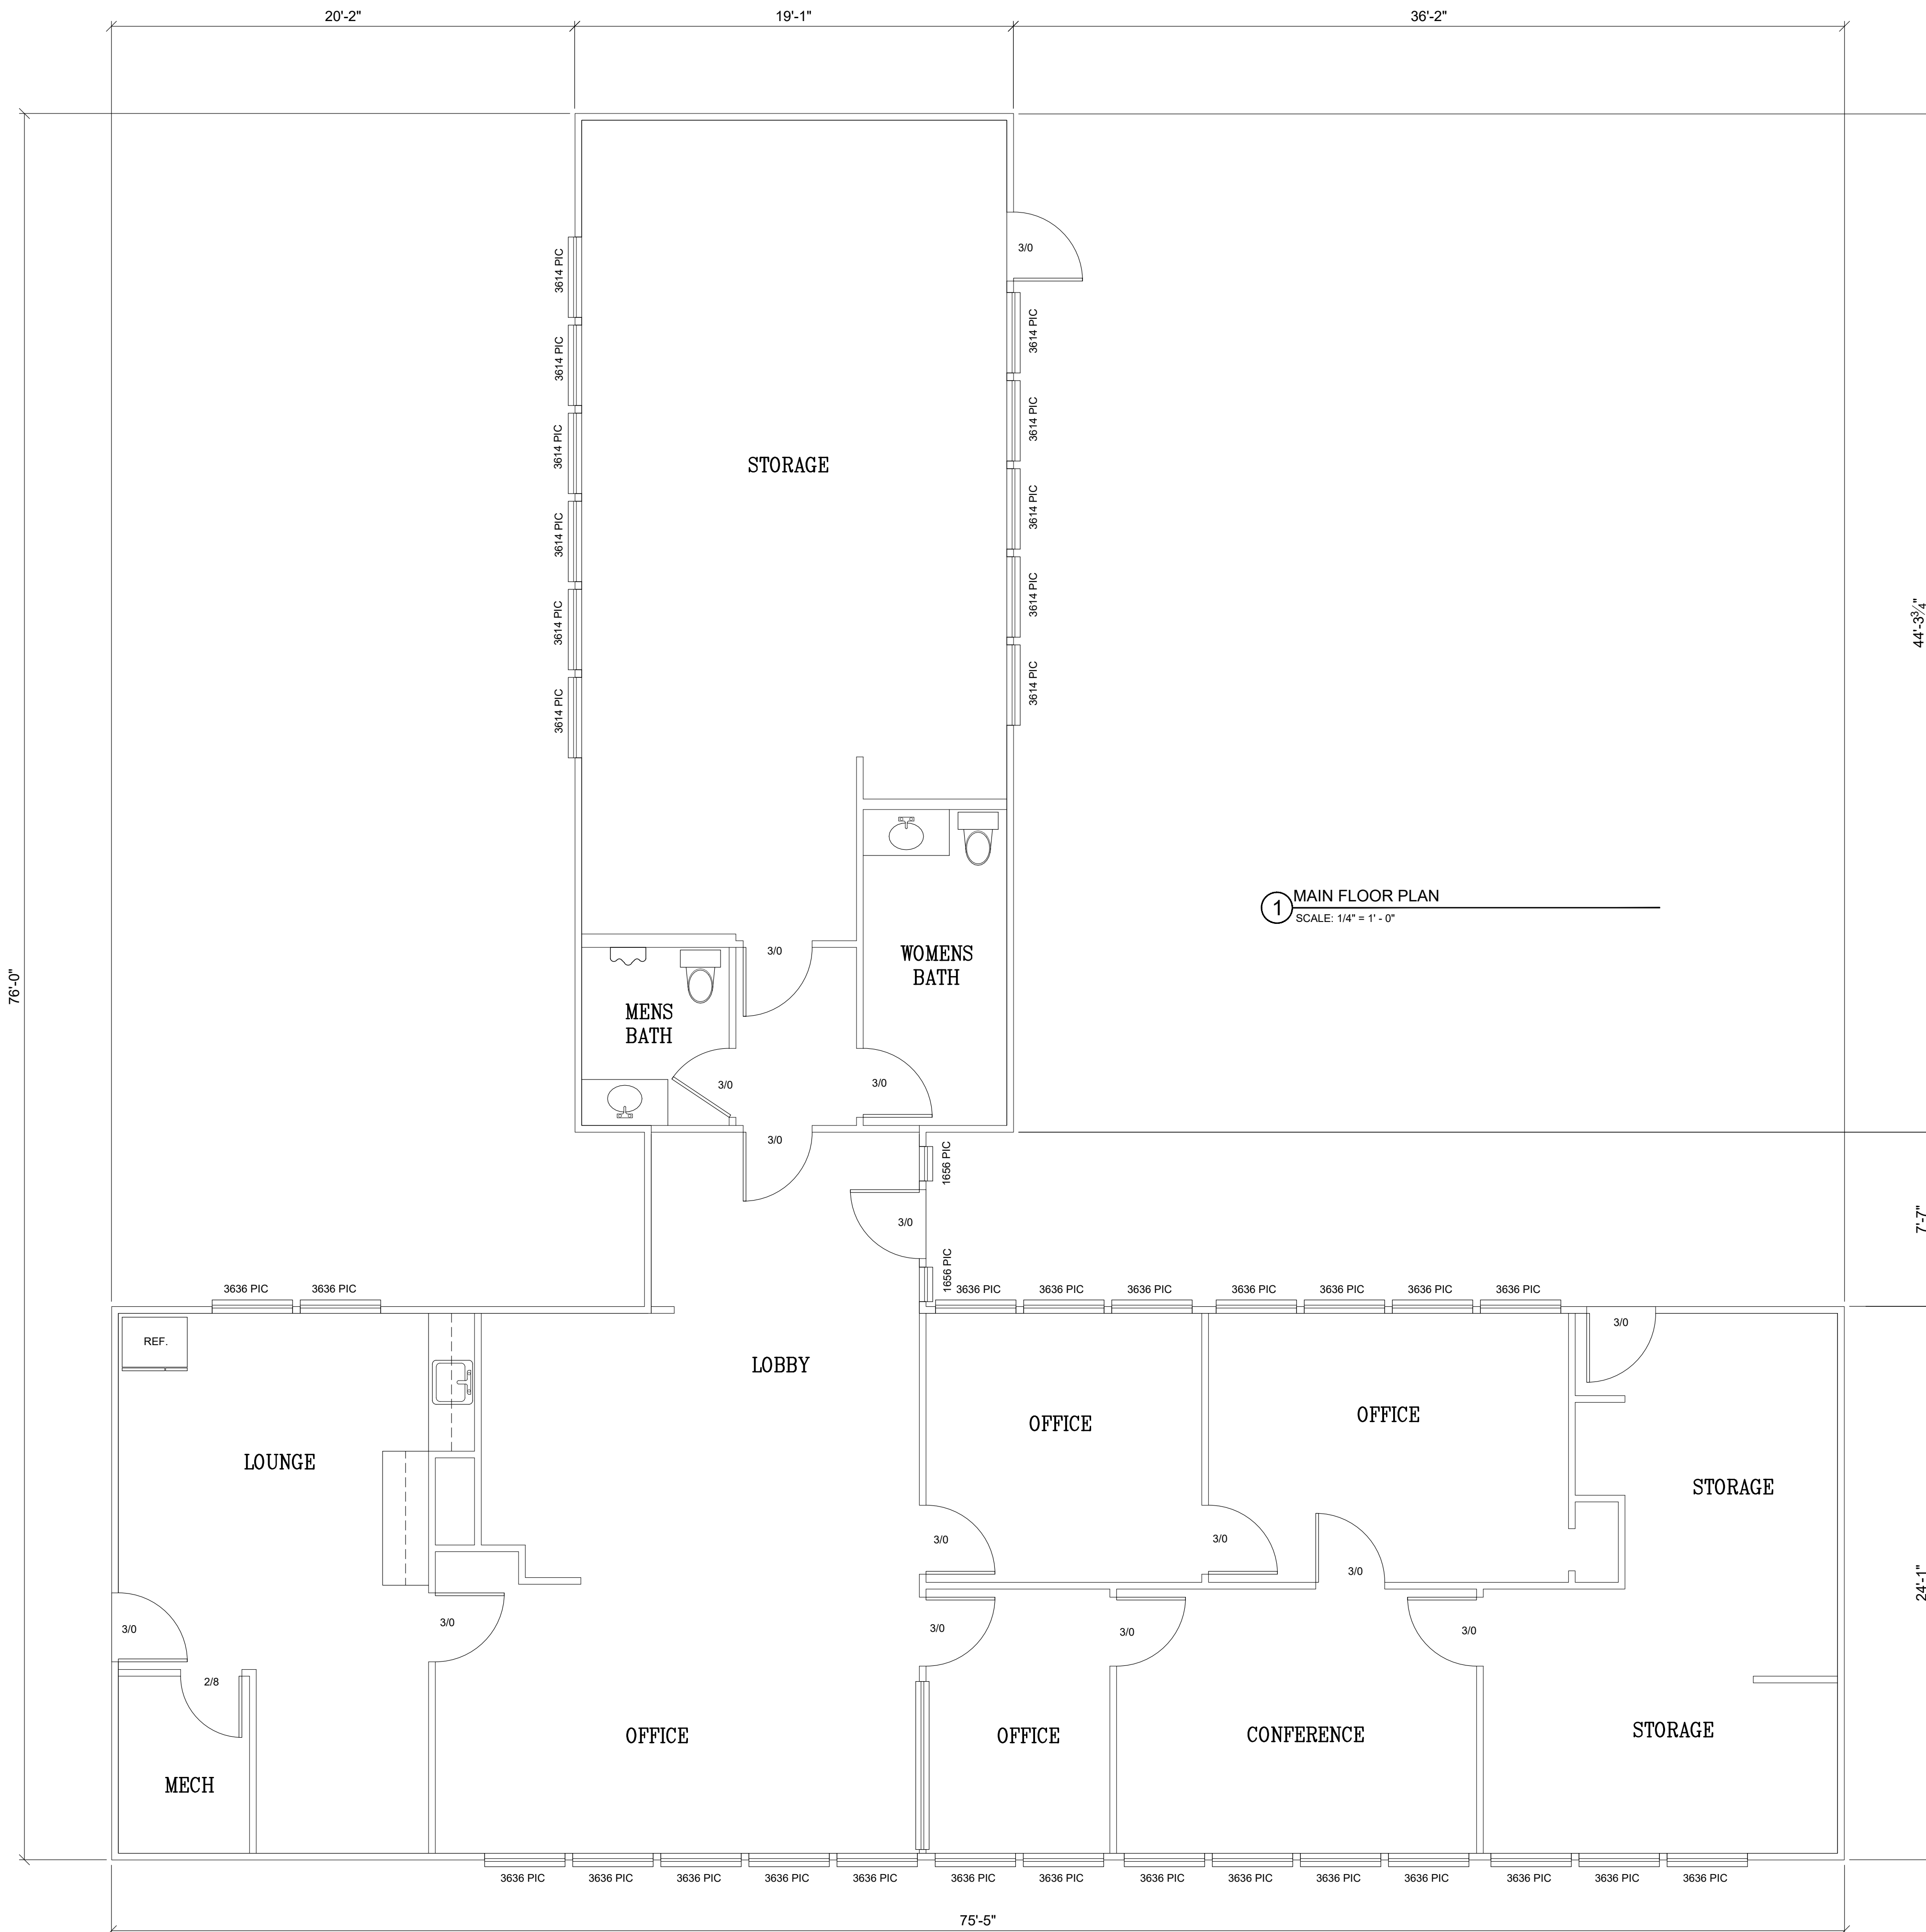 20'-2"
19'-1"
36'-2"
3/0
3614 PIC
3614 PIC
3614 PIC
3614 PIC
3614 PIC
3614 PIC
3614 PIC
3614 PIC
3614 PIC
3614 PIC
3614 PIC
STORAGE
44'-3¾"
76'-0"
1
MAIN FLOOR PLAN
SCALE: 1/4" = 1' - 0"
3/0
WOMENS
BATH
MENS
BATH
3/0
3/0
3/0
1656 PIC
3/0
1656 PIC
7'-7"
3636 PIC
3636 PIC
3636 PIC
3636 PIC
3636 PIC
3636 PIC
3636 PIC
3636 PIC
3636 PIC
REF.
3/0
LOBBY
OFFICE
OFFICE
LOUNGE
STORAGE
3/0
3/0
3/0
24'-1"
3/0
3/0
3/0
3/0
3/0
2/8
OFFICE
OFFICE
CONFERENCE
STORAGE
MECH
3636 PIC
3636 PIC
3636 PIC
3636 PIC
3636 PIC
3636 PIC
3636 PIC
3636 PIC
3636 PIC
3636 PIC
3636 PIC
3636 PIC
3636 PIC
3636 PIC
75'-5"